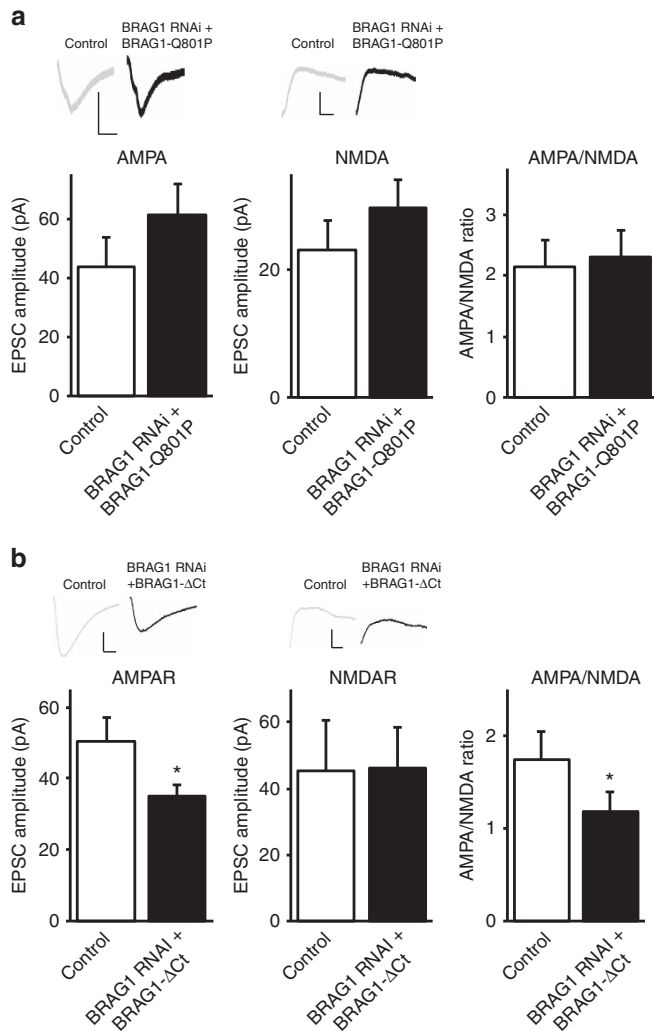 a
Control
BRAG1 RNAi +
BRAG1-Q801P
Control
BRAG1 RNAi +
BRAG1-Q801P
AMPA
EPSC amplitude (pA)
60
40
20
0
Control
BRAG1 RNAi +
BRAG1-Q801P
NMDA
EPSC amplitude (pA)
20
0
Control
BRAG1 RNAi +
BRAG1-Q801P
AMPA/NMDA
AMPA/NMDA ratio
3
2
1
0
Control
BRAG1 RNAi +
BRAG1-Q801P
b
Control
BRAG1 RNAi
+BRAG1-ΔCt
Control
BRAG1 RNAi
+BRAG1-ΔCt
AMPAR
EPSC amplitude (pA)
60
40
20
0
*
Control
BRAG1 RNAI +
BRAG1-ΔCt
NMDAR
EPSC amplitude (pA)
60
40
20
0
Control
BRAG1 RNAi +
BRAG1-ΔCt
AMPA/NMDA
AMPA/NMDA ratio
2
1
0
*
Control
BRAG1 RNAi +
BRAG1-ΔCt